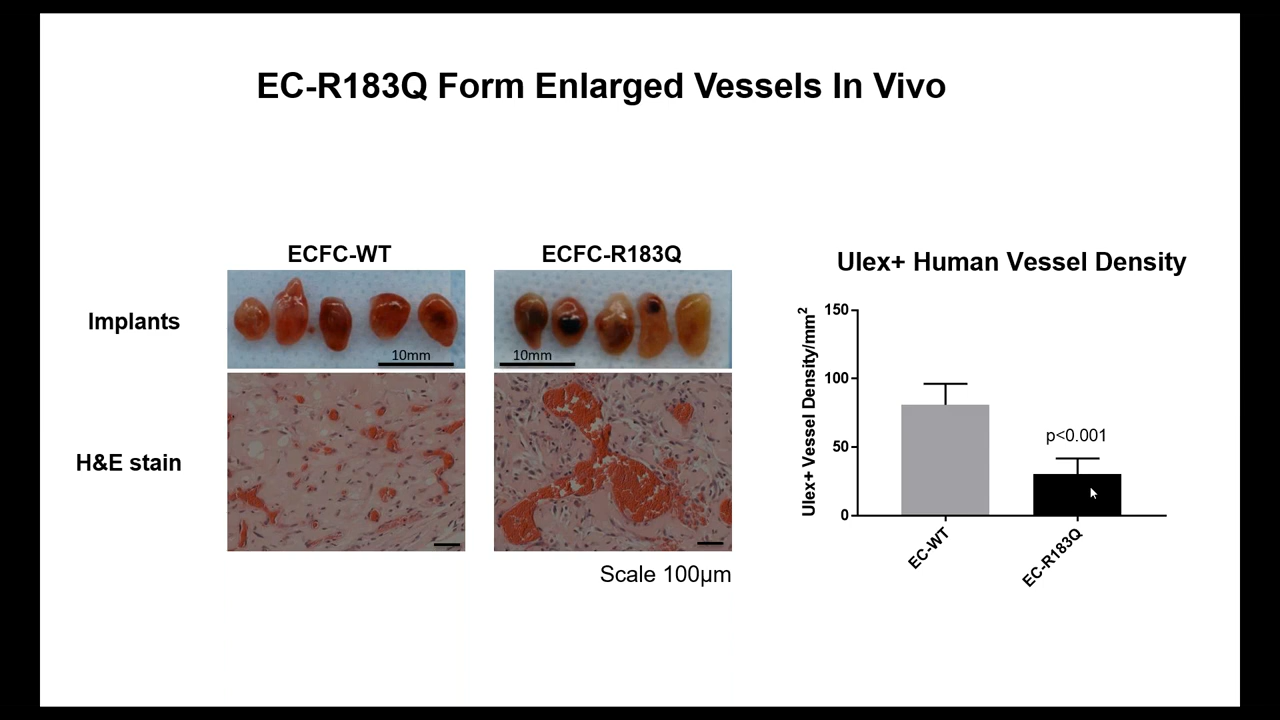 EC-R183Q Form Enlarged Vessels In Vivo
ECFC-WT
ECFC-R183Q
Implants
10mm
10mm
H&E stain
Scale 100µm
Ulex+ Human Vessel Density
Ulex+ Vessel Density/mm²
150
100
50
0
p<0.001
EC-WT
EC-R183Q